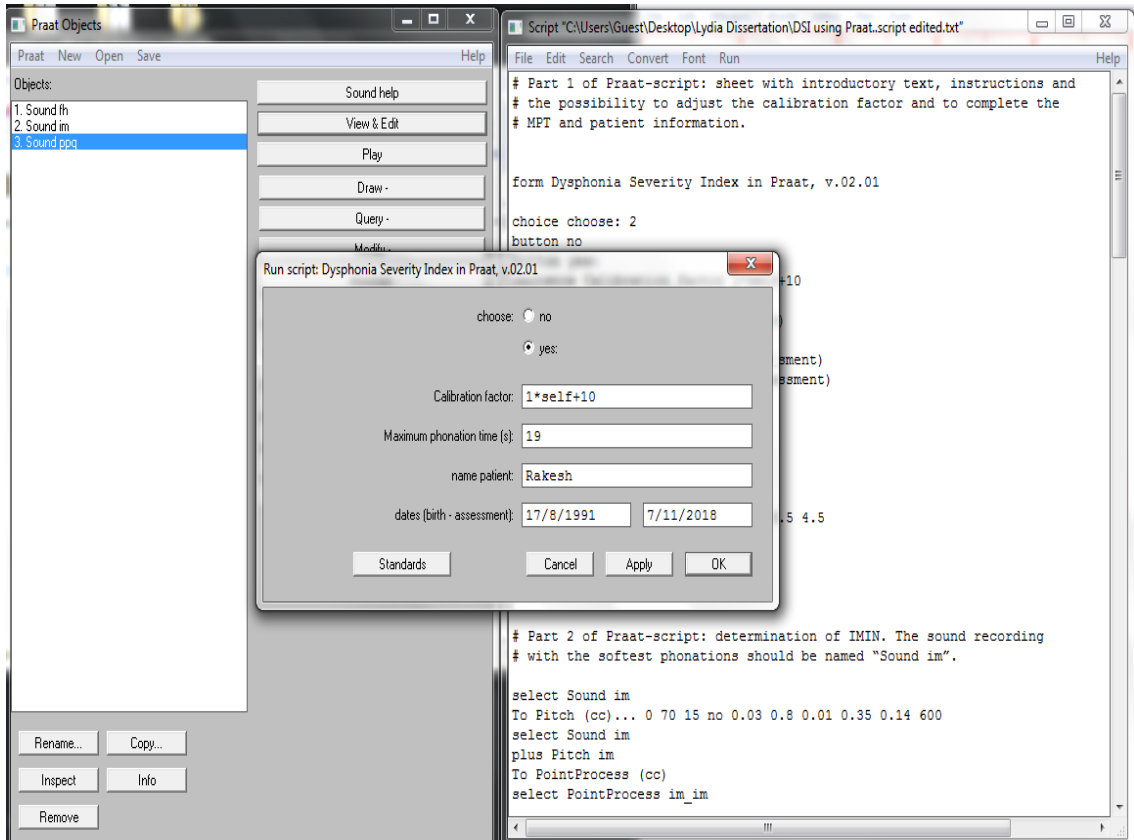 Praat Objects
Praat New Open Save Help
Objects:
1. Sound fh
2. Sound im
3. Sound ppq
Sound help
View & Edit
Play
Draw -
Query -
Modify -
Rename...
Copy...
Inspect
Info
Remove
Script "C:\Users\Guest\Desktop\Lydia Dissertation\DSI using Praat..script edited.txt"
File Edit Search Convert Font Run Help
# Part 1 of Praat-script: sheet with introductory text, instructions and
# the possibility to adjust the calibration factor and to complete the
# MPT and patient information.
form Dysphonia Severity Index in Praat, v.02.01
choice choose: 2
button no
+10
)
ssment)
ssment)
.5 4.5
# Part 2 of Praat-script: determination of IMIN. The sound recording
# with the softest phonations should be named “Sound im”.
select Sound im
To Pitch (cc)... 0 70 15 no 0.03 0.8 0.01 0.35 0.14 600
select Sound im
plus Pitch im
To PointProcess (cc)
select PointProcess im_im
Run script: Dysphonia Severity Index in Praat, v.02.01
choose: no
yes:
Calibration factor: 1*self+10
Maximum phonation time (s): 19
name patient: Rakesh
dates (birth - assessment): 17/8/1991 7/11/2018
Standards Cancel Apply OK